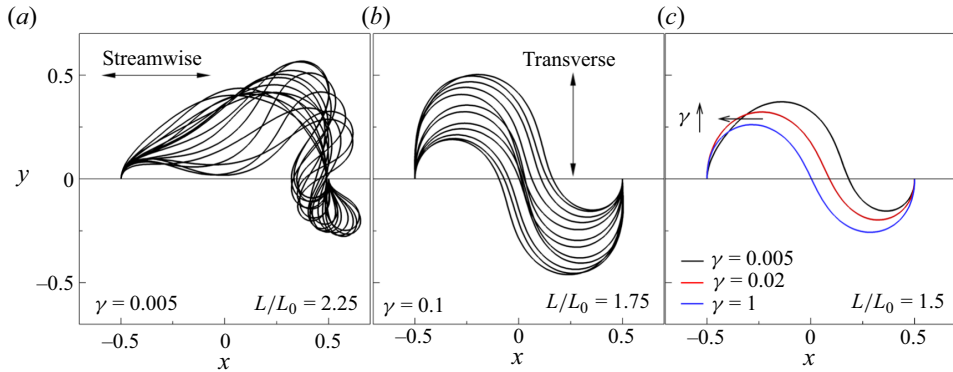 (a)
(b)
(c)
Streamwise
Transverse
0.5
y
0
−0.5
γ
γ = 0.005
L/L0 = 2.25
γ = 0.1
L/L0 = 1.75
γ = 0.005
γ = 0.02
γ = 1
L/L0 = 1.5
−0.5 0 0.5
−0.5 0 0.5
−0.5 0 0.5
x
x
x